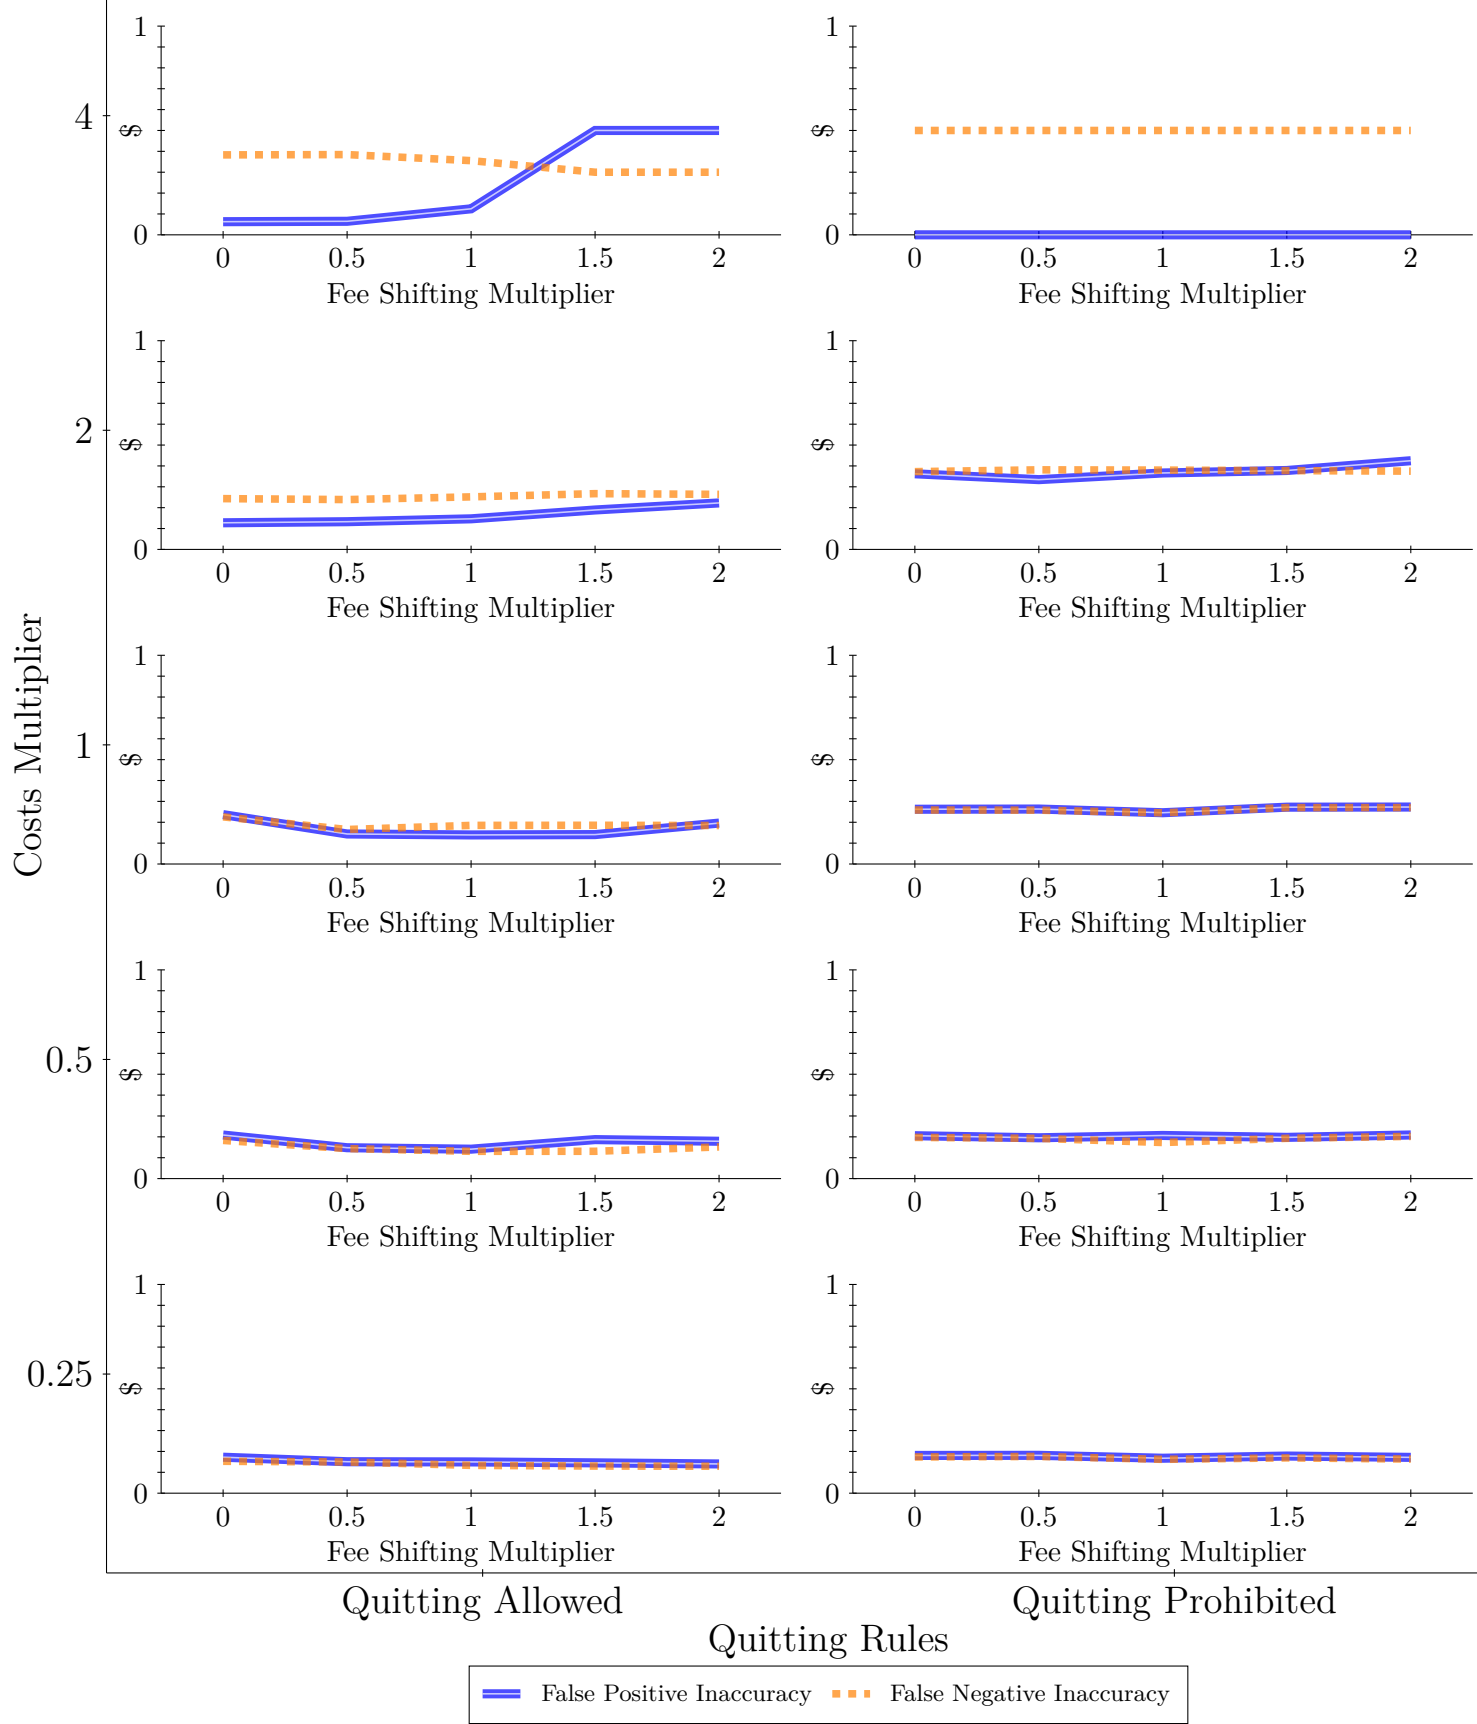 1
$
0
0 0.5 1 1.5 2
Fee Shifting Multiplier
1
$
0
0 0.5 1 1.5 2
Fee Shifting Multiplier
4
1
$
0
0 0.5 1 1.5 2
Fee Shifting Multiplier
1
$
0
0 0.5 1 1.5 2
Fee Shifting Multiplier
2
1
$
0
0 0.5 1 1.5 2
Fee Shifting Multiplier
1
$
0
0 0.5 1 1.5 2
Fee Shifting Multiplier
1
Costs Multiplier
1
$
0
0 0.5 1 1.5 2
Fee Shifting Multiplier
1
$
0
0 0.5 1 1.5 2
Fee Shifting Multiplier
0.5
1
$
0
0 0.5 1 1.5 2
Fee Shifting Multiplier
1
$
0
0 0.5 1 1.5 2
Fee Shifting Multiplier
0.25
Quitting Allowed
Quitting Prohibited
Quitting Rules
False Positive Inaccuracy
False Negative Inaccuracy